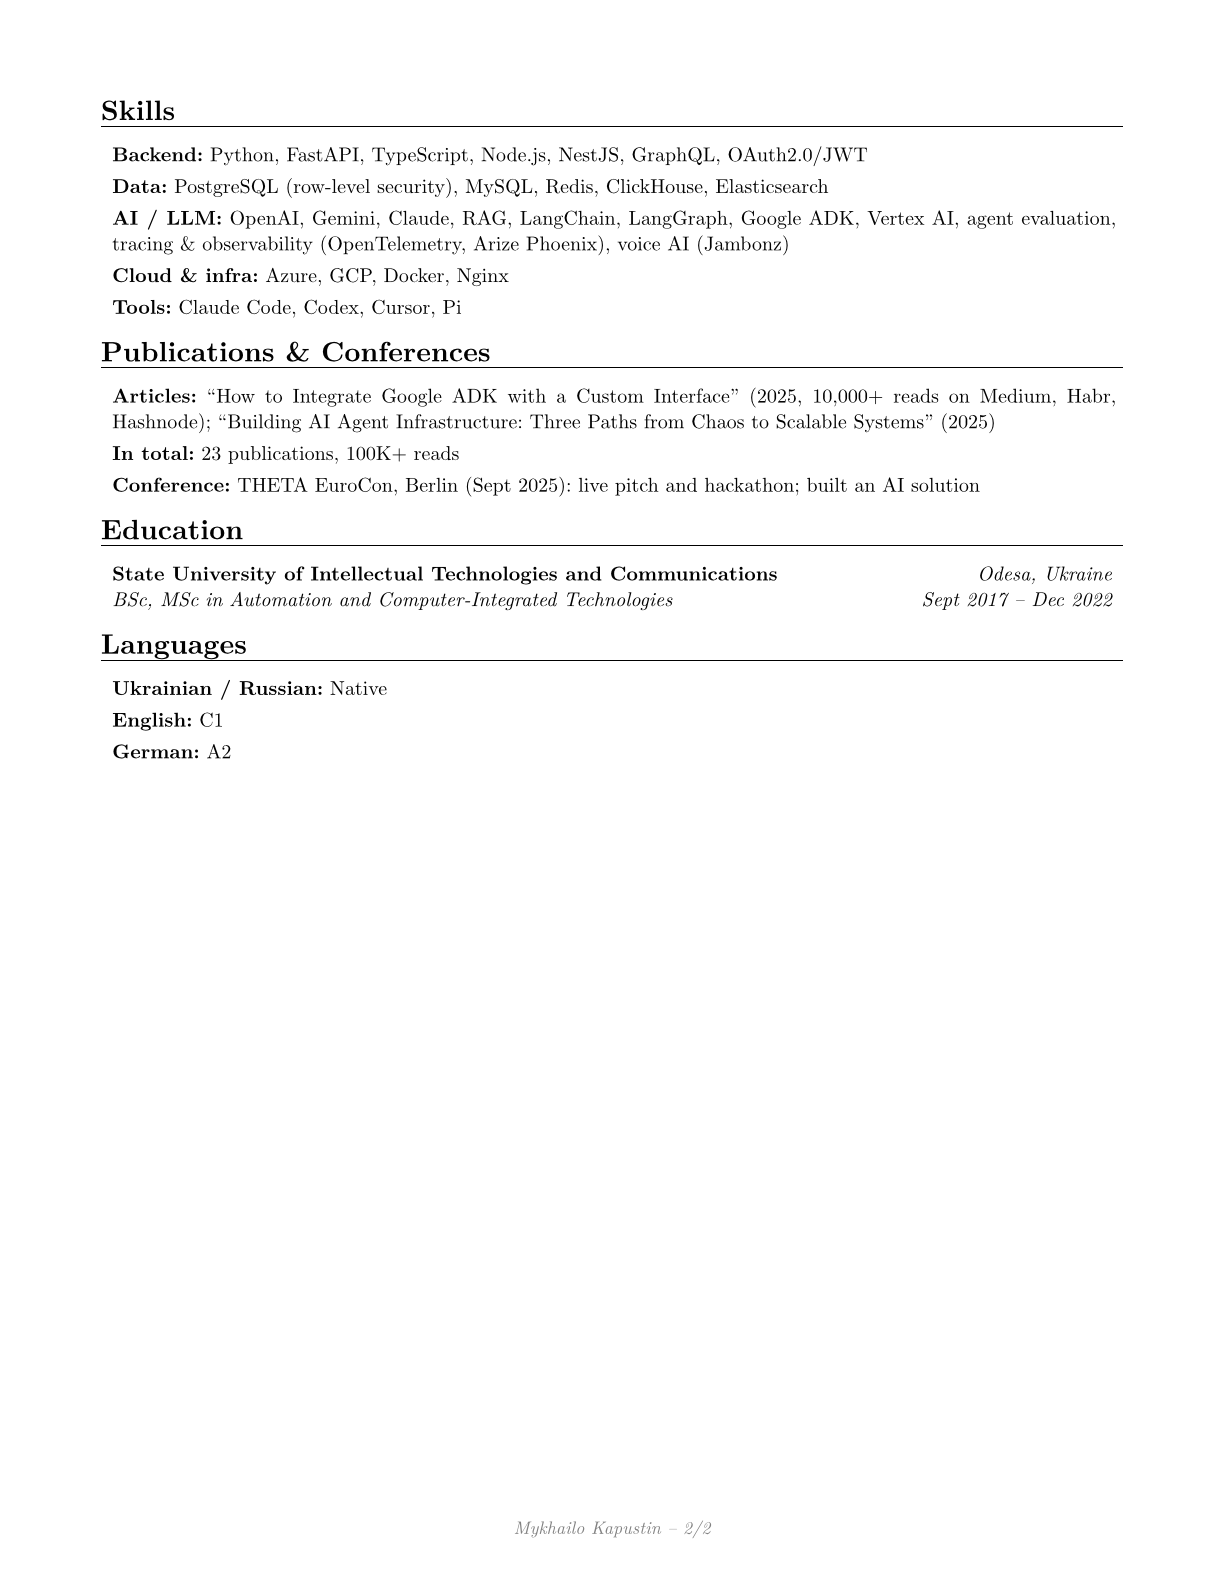 Skills
Backend: Python, FastAPI, TypeScript, Node.js, NestJS, GraphQL, OAuth2.0/JWT
Data: PostgreSQL (row-level security), MySQL, Redis, ClickHouse, Elasticsearch
AI / LLM: OpenAI, Gemini, Claude, RAG, LangChain, LangGraph, Google ADK, Vertex AI, agent evaluation,
tracing & observability (OpenTelemetry, Arize Phoenix), voice AI (Jambonz)
Cloud & infra: Azure, GCP, Docker, Nginx
Tools: Claude Code, Codex, Cursor, Pi
Publications & Conferences
Articles: “How to Integrate Google ADK with a Custom Interface” (2025, 10,000+ reads on Medium, Habr,
Hashnode); “Building AI Agent Infrastructure: Three Paths from Chaos to Scalable Systems” (2025)
In total: 23 publications, 100K+ reads
Conference: THETA EuroCon, Berlin (Sept 2025): live pitch and hackathon; built an AI solution
Education
State University of Intellectual Technologies and Communications Odesa, Ukraine
BSc, MSc in Automation and Computer-Integrated Technologies Sept 2017 – Dec 2022
Languages
Ukrainian / Russian: Native
English: C1
German: A2
Mykhailo Kapustin – 2/2